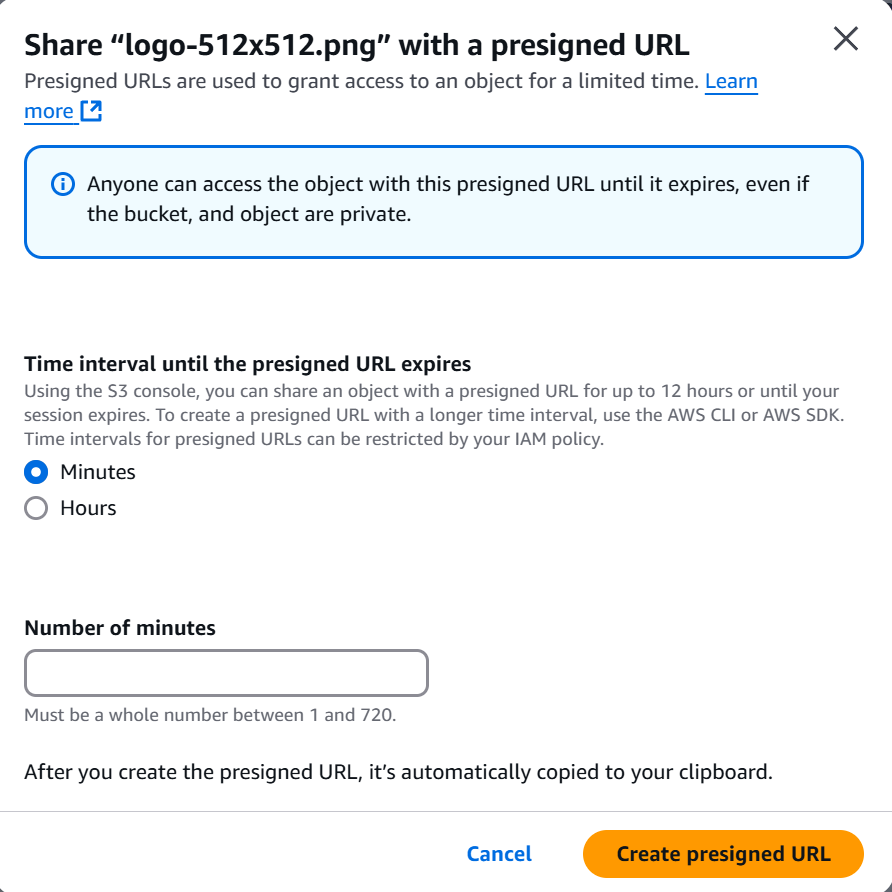 Share “logo-512x512.png” with a presigned URL
Presigned URLs are used to grant access to an object for a limited time. Learn
more
Anyone can access the object with this presigned URL until it expires, even if
the bucket, and object are private.
Time interval until the presigned URL expires
Using the S3 console, you can share an object with a presigned URL for up to 12 hours or until your
session expires. To create a presigned URL with a longer time interval, use the AWS CLI or AWS SDK.
Time intervals for presigned URLs can be restricted by your IAM policy.
Minutes
Hours
Number of minutes
Must be a whole number between 1 and 720.
After you create the presigned URL, it’s automatically copied to your clipboard.
Cancel
Create presigned URL